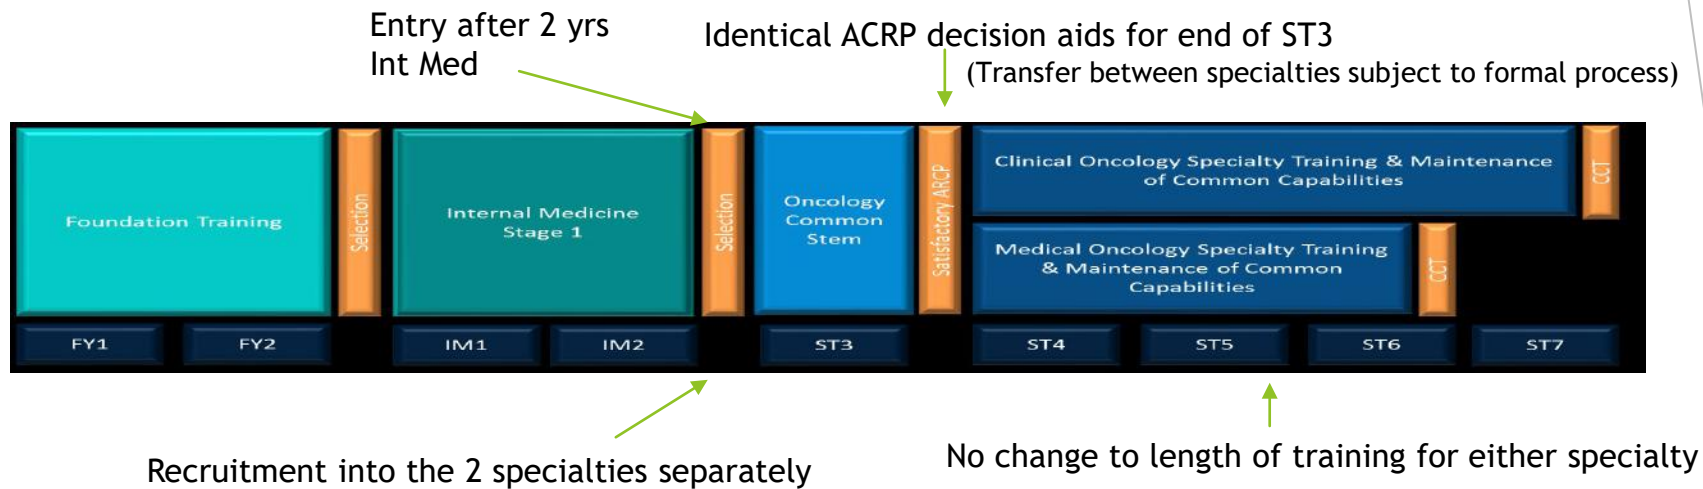 Entry after 2 yrs
Int Med
Identical ACRP decision aids for end of ST3
(Transfer between specialties subject to formal process)
Foundation Training
Selection
Internal Medicine
Stage 1
Selection
Oncology
Common
Stem
Satisfactory ARCP
Clinical Oncology Specialty Training & Maintenance
of Common Capabilities
CCT
Medical Oncology Specialty Training
& Maintenance of Common
Capabilities
CCT
FY1
FY2
IM1
IM2
ST3
ST4
ST5
ST6
ST7
Recruitment into the 2 specialties separately
No change to length of training for either specialty